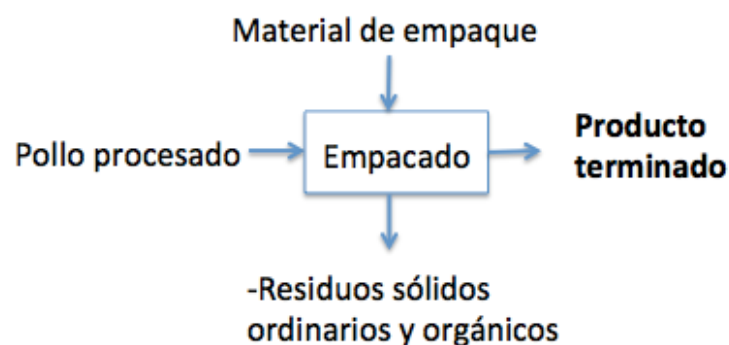 Material de empaque
Pollo procesado
Empacado
Producto
terminado
-Residuos sólidos
ordinarios y orgánicos